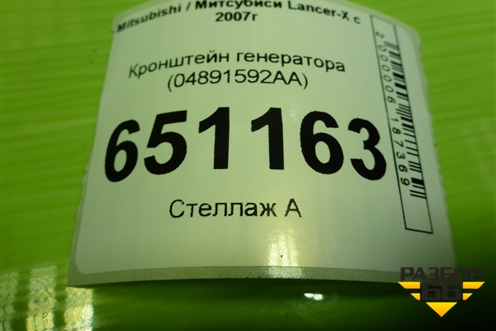 Mitsubishi / Митсубиси Lancer-X с
2007г
Кронштейн генератора
(04891592AA)
651163
Стеллаж А
2000006187369
РАЗБОР
66